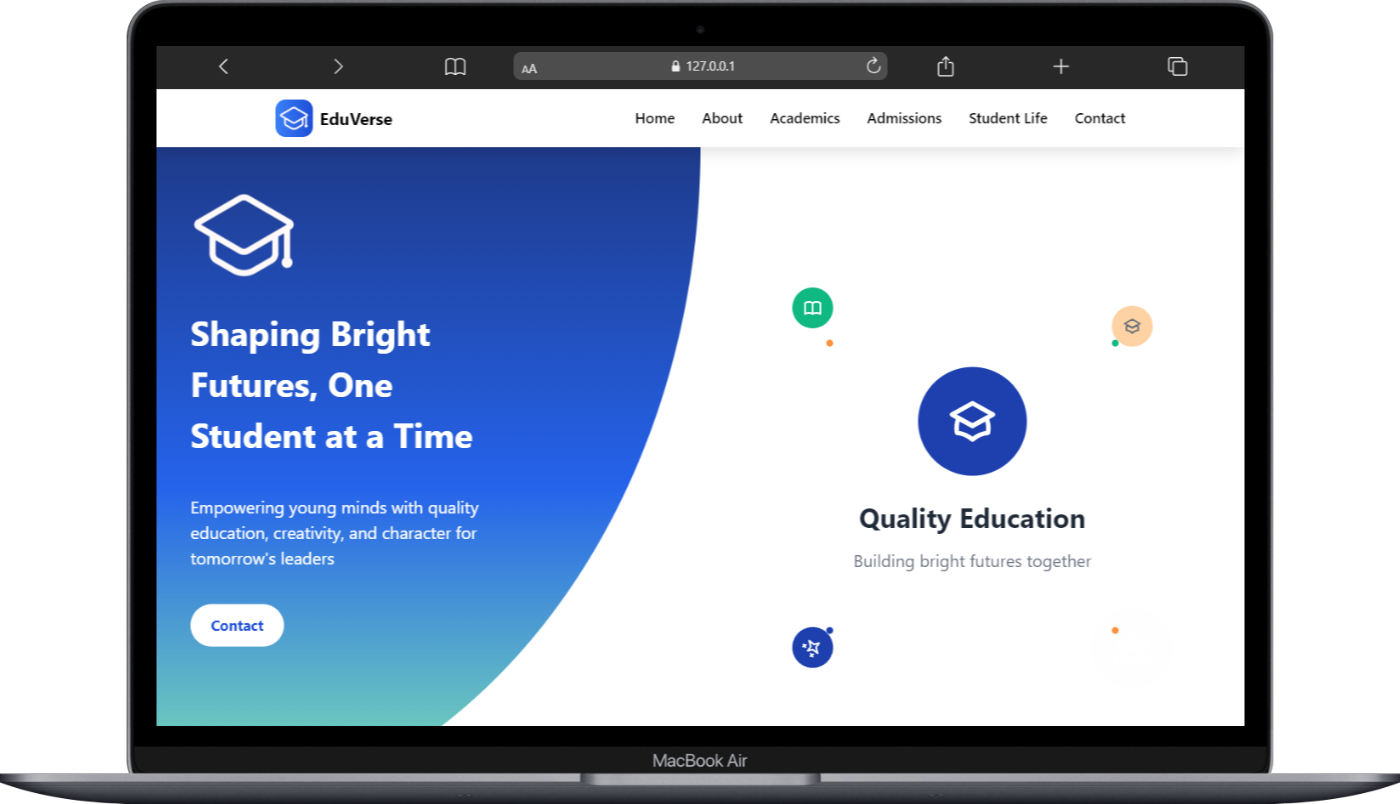 AA 127.0.0.1
EduVerse Home About Academics Admissions Student Life Contact
Shaping Bright
Futures, One
Student at a Time
Empowering young minds with quality
education, creativity, and character for
tomorrow's leaders
Contact
Quality Education
Building bright futures together
MacBook Air